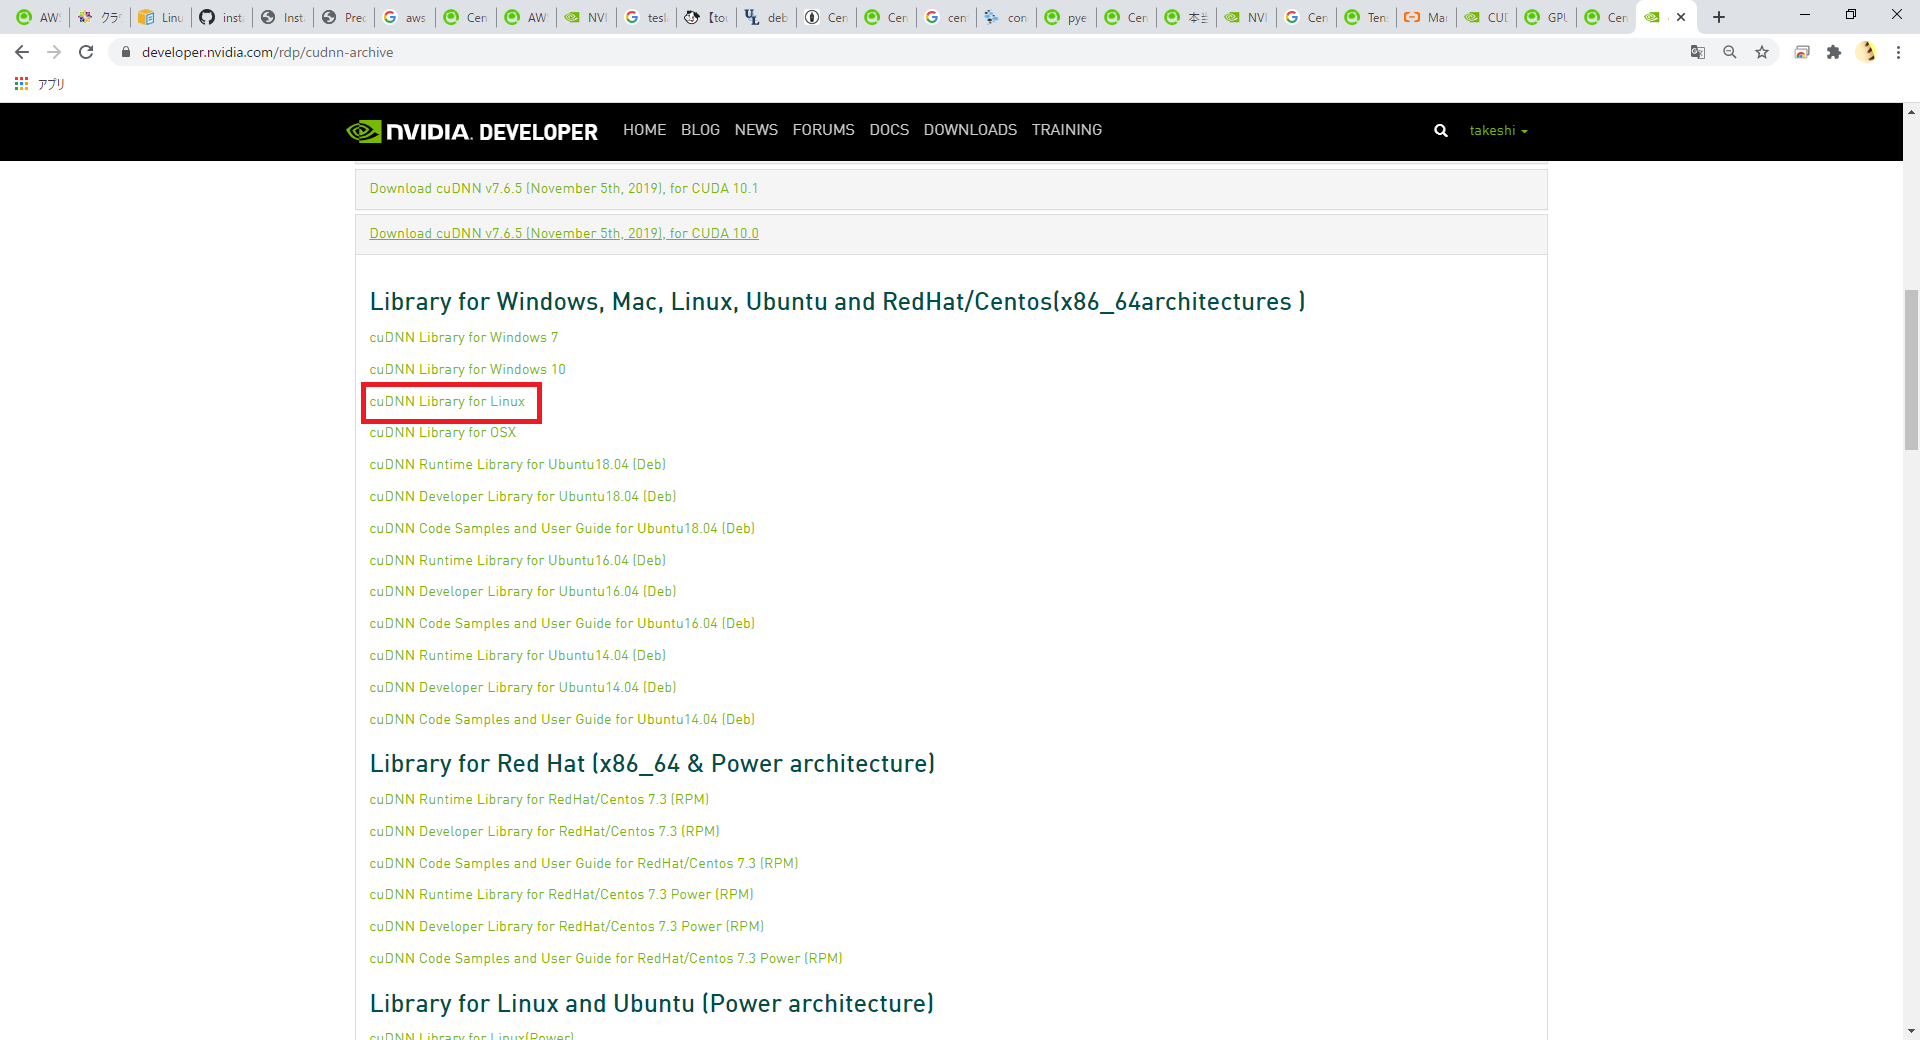 AW
クラ
Linu
inst
Inst
Pred
aws
Cen
AW
NVI
tesl
【tou
deb
Cen
Cen
cen
con
pye
Cen
本当
NVI
Cen
Ten
Mar
CUD
GPU
Cen
developer.nvidia.com/rdp/cudnn-archive
アプリ
NVIDIA. DEVELOPER HOME BLOG NEWS FORUMS DOCS DOWNLOADS TRAINING takeshi
Download cuDNN v7.6.5 (November 5th, 2019), for CUDA 10.1
Download cuDNN v7.6.5 (November 5th, 2019), for CUDA 10.0
Library for Windows, Mac, Linux, Ubuntu and RedHat/Centos(x86_64architectures )
cuDNN Library for Windows 7
cuDNN Library for Windows 10
cuDNN Library for Linux
cuDNN Library for OSX
cuDNN Runtime Library for Ubuntu18.04 (Deb)
cuDNN Developer Library for Ubuntu18.04 (Deb)
cuDNN Code Samples and User Guide for Ubuntu18.04 (Deb)
cuDNN Runtime Library for Ubuntu16.04 (Deb)
cuDNN Developer Library for Ubuntu16.04 (Deb)
cuDNN Code Samples and User Guide for Ubuntu16.04 (Deb)
cuDNN Runtime Library for Ubuntu14.04 (Deb)
cuDNN Developer Library for Ubuntu14.04 (Deb)
cuDNN Code Samples and User Guide for Ubuntu14.04 (Deb)
Library for Red Hat (x86_64 & Power architecture)
cuDNN Runtime Library for RedHat/Centos 7.3 (RPM)
cuDNN Developer Library for RedHat/Centos 7.3 (RPM)
cuDNN Code Samples and User Guide for RedHat/Centos 7.3 (RPM)
cuDNN Runtime Library for RedHat/Centos 7.3 Power (RPM)
cuDNN Developer Library for RedHat/Centos 7.3 Power (RPM)
cuDNN Code Samples and User Guide for RedHat/Centos 7.3 Power (RPM)
Library for Linux and Ubuntu (Power architecture)
cuDNN Library for Linux(Power)